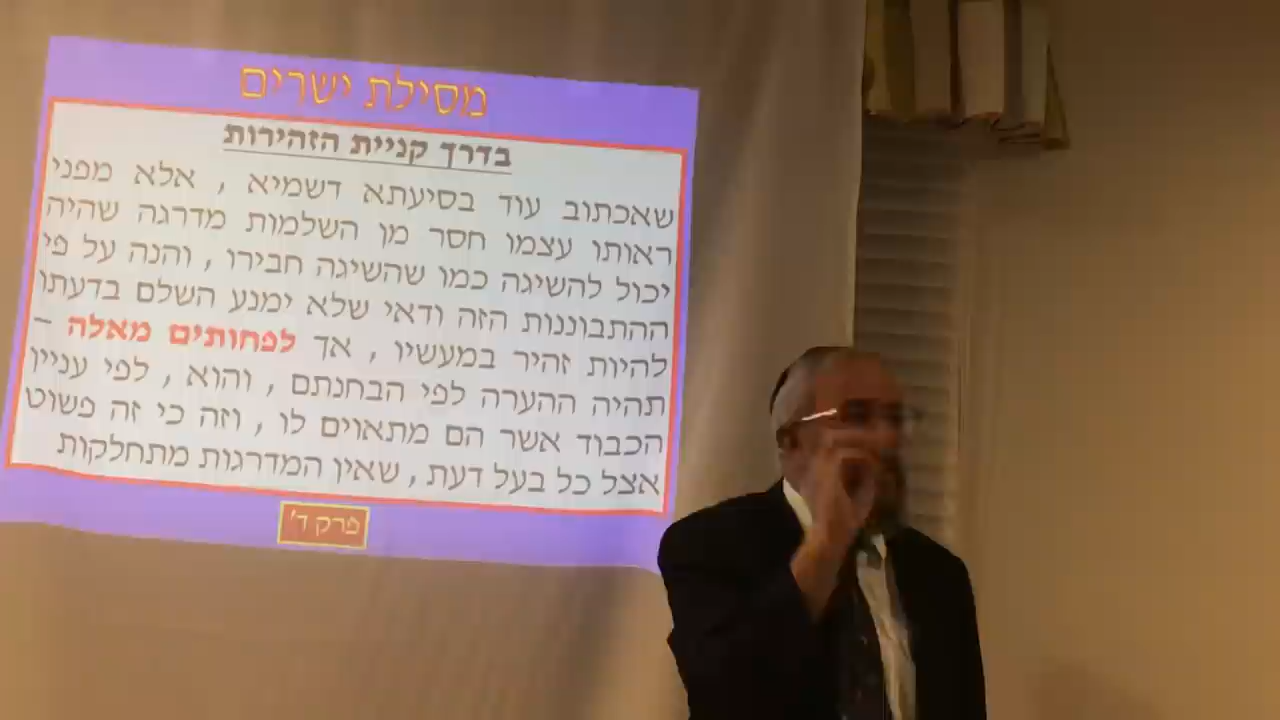 מסילת ישרים
בדרך קניית הזהירות
שאכתוב עוד בסיעתא דשמיא , אלא מפני
ראותו עצמו חסר מן השלמות מדרגה שהיה
יכול להשיגה כמו שהשיגה חבירו , והנה על פי
ההתבוננות הזה ודאי שלא ימנע השלם בדעתו
להיות זהיר במעשיו , אך לפחותים מאלה –
תהיה ההערה לפי הבחנתם , והוא , לפי עניין
הכבוד אשר הם מתאוים לו , וזה כי זה פשוט
אצל כל בעל דעת , שאין המדרגות מתחלקות
פרק ד'